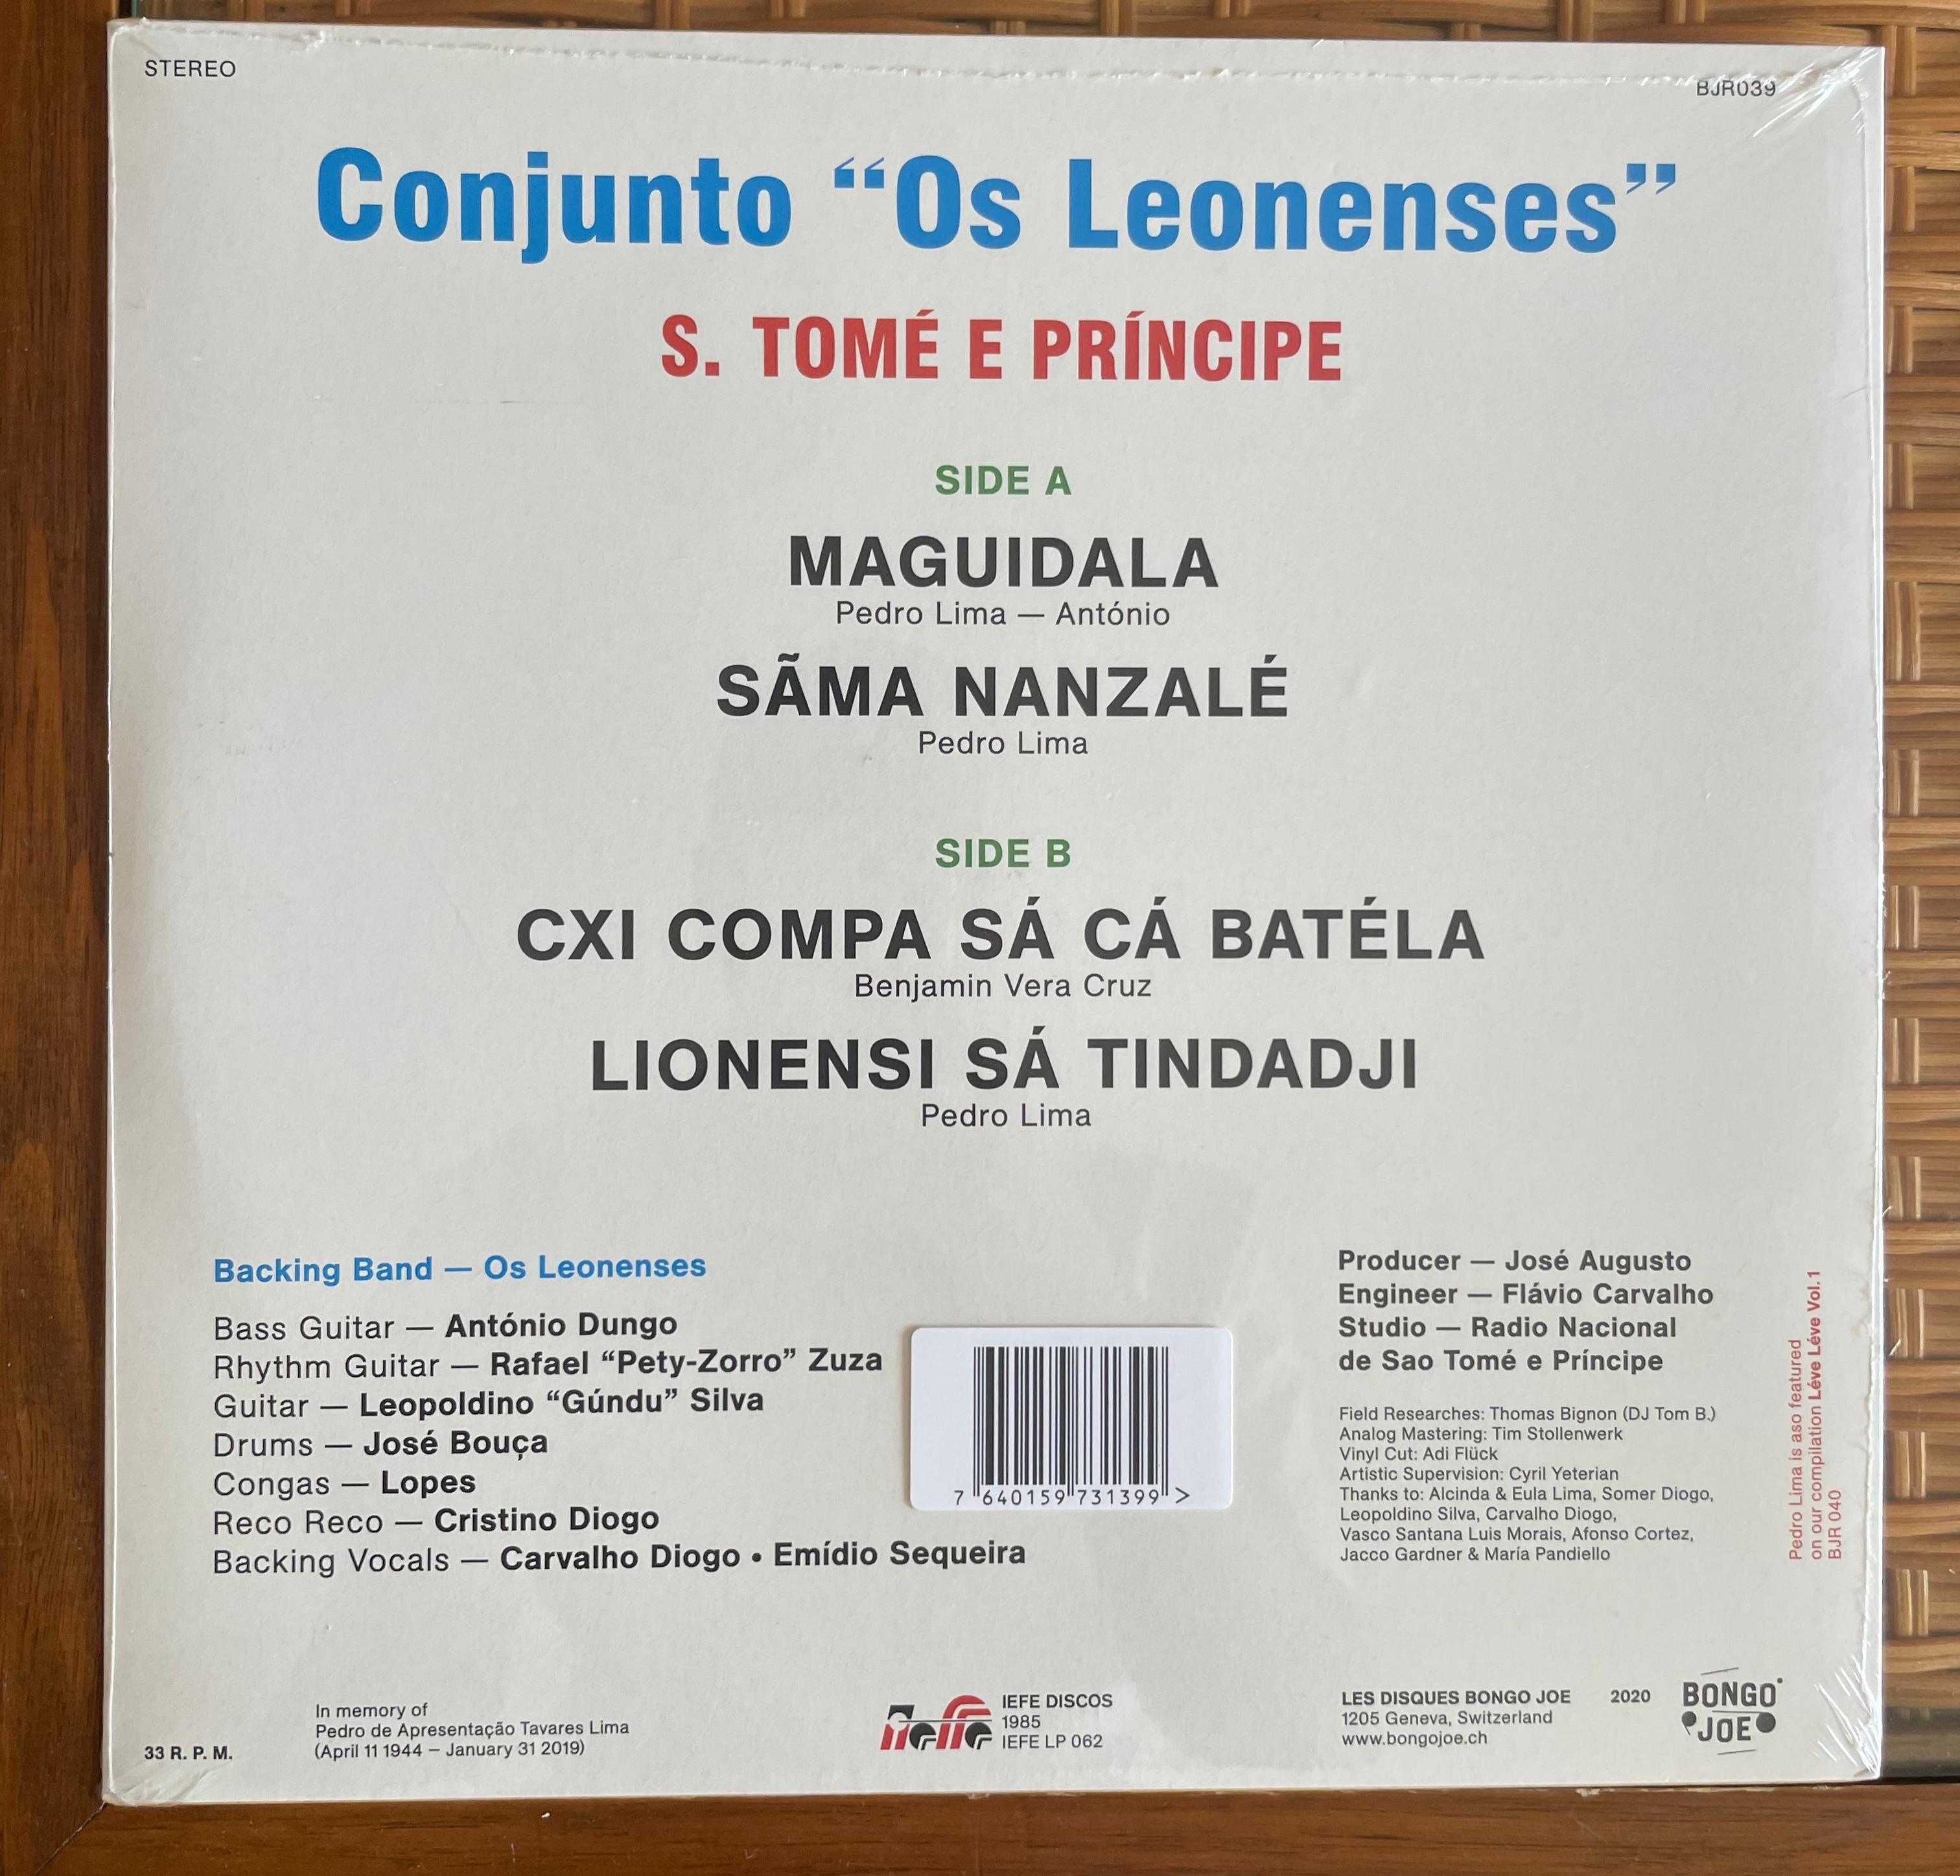 STEREO
BJR039
Conjunto “Os Leonenses”
S. TOMÉ E PRÍNCIPE
SIDE A
MAGUIDALA
Pedro Lima — António
SÃMA NANZALÉ
Pedro Lima
SIDE B
CXI COMPA SÁ CÁ BATÉLA
Benjamin Vera Cruz
LIONENSI SÁ TINDADJI
Pedro Lima
Backing Band — Os Leonenses
Bass Guitar — António Dungo
Rhythm Guitar — Rafael “Pety-Zorro” Zuza
Guitar — Leopoldino “Gúndu” Silva
Drums — José Bouça
Congas — Lopes
Reco Reco — Cristino Diogo
Backing Vocals — Carvalho Diogo • Emídio Sequeira
7 640159 731399 >
Producer — José Augusto
Engineer — Flávio Carvalho
Studio — Radio Nacional
de Sao Tomé e Príncipe
Field Researches: Thomas Bignon (DJ Tom B.)
Analog Mastering: Tim Stollenwerk
Vinyl Cut: Adi Flück
Artistic Supervision: Cyril Yeterian
Thanks to: Alcinda & Eula Lima, Somer Diogo,
Leopoldino Silva, Carvalho Diogo,
Vasco Santana Luis Morais, Afonso Cortez,
Jacco Gardner & María Pandiello
Pedro Lima is aso featured
on our compilation Léve Léve Vol.1
BJR 040
33 R. P. M.
In memory of
Pedro de Apresentação Tavares Lima
(April 11 1944 – January 31 2019)
Ieffe
IEFE DISCOS
1985
IEFE LP 062
LES DISQUES BONGO JOE 2020
1205 Geneva, Switzerland
www.bongojoe.ch
BONGO
JOE